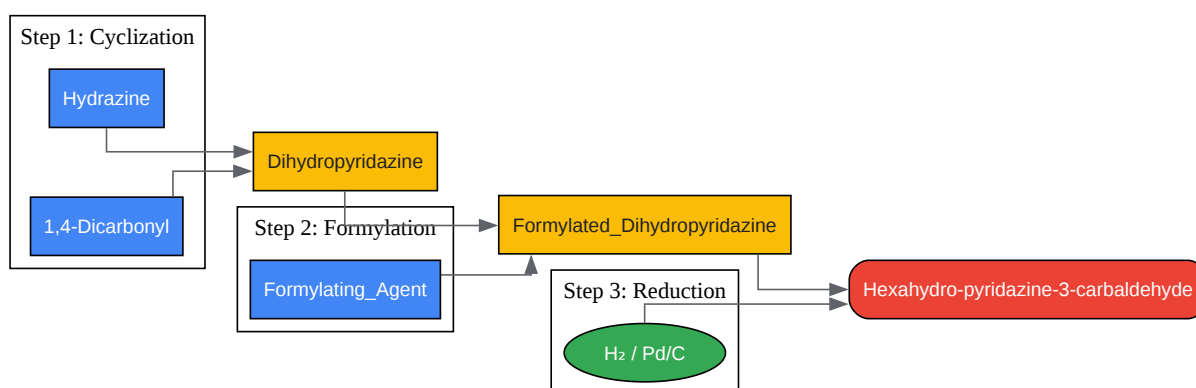 Step 1: Cyclization
Hydrazine
1,4-Dicarbonyl
Dihydropyridazine
Step 2: Formylation
Formylating_Agent
Formylated_Dihydropyridazine
Step 3: Reduction
H₂ / Pd/C
Hexahydro-pyridazine-3-carbaldehyde